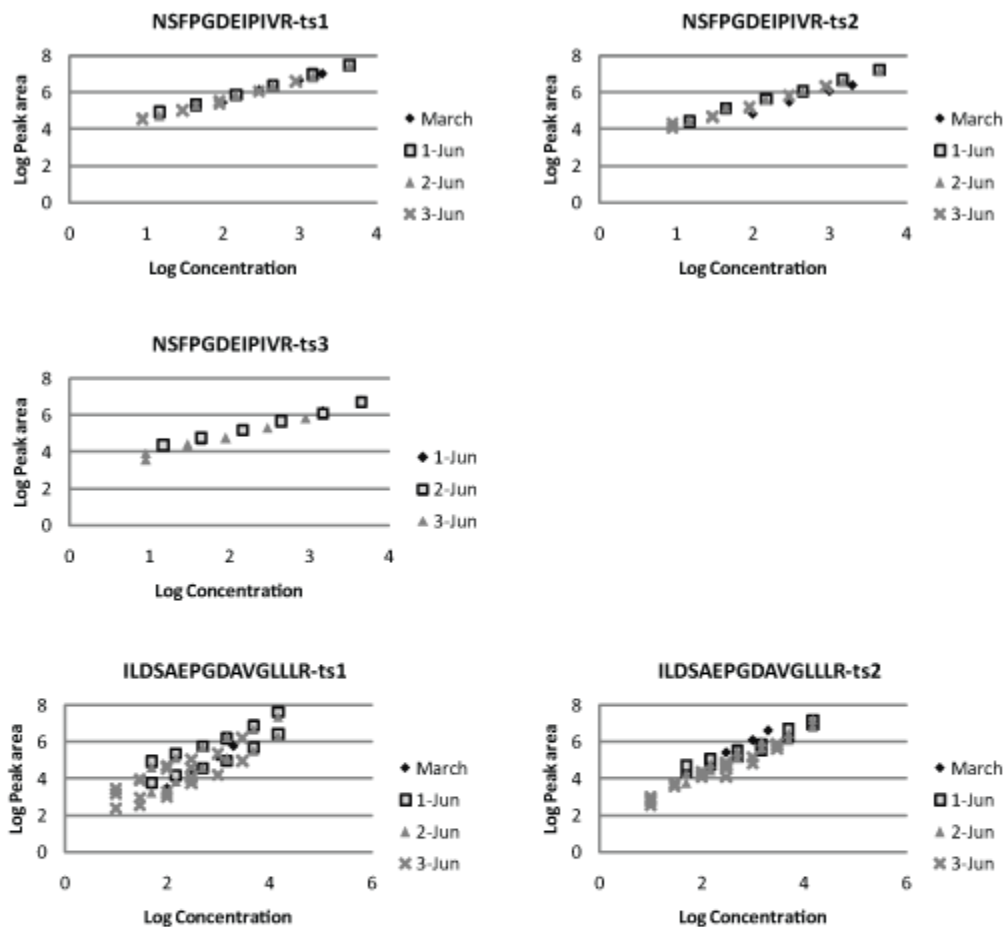 NSFPGDEIPIVR-ts1
8
6
4
2
0
0 1 2 3 4
Log Peak area
Log Concentration
March
1-Jun
2-Jun
3-Jun
NSFPGDEIPIVR-ts2
8
6
4
2
0
0 1 2 3 4
Log Peak area
Log Concentration
March
1-Jun
2-Jun
3-Jun
NSFPGDEIPIVR-ts3
8
6
4
2
0
0 1 2 3 4
Log Peak area
Log Concentration
1-Jun
2-Jun
3-Jun
ILDSAEPGDAVGLLLR-ts1
8
6
4
2
0
0 2 4 6
Log Peak area
Log Concentration
March
1-Jun
2-Jun
3-Jun
ILDSAEPGDAVGLLLR-ts2
8
6
4
2
0
0 2 4 6
Log Peak area
Log Concentration
March
1-Jun
2-Jun
3-Jun